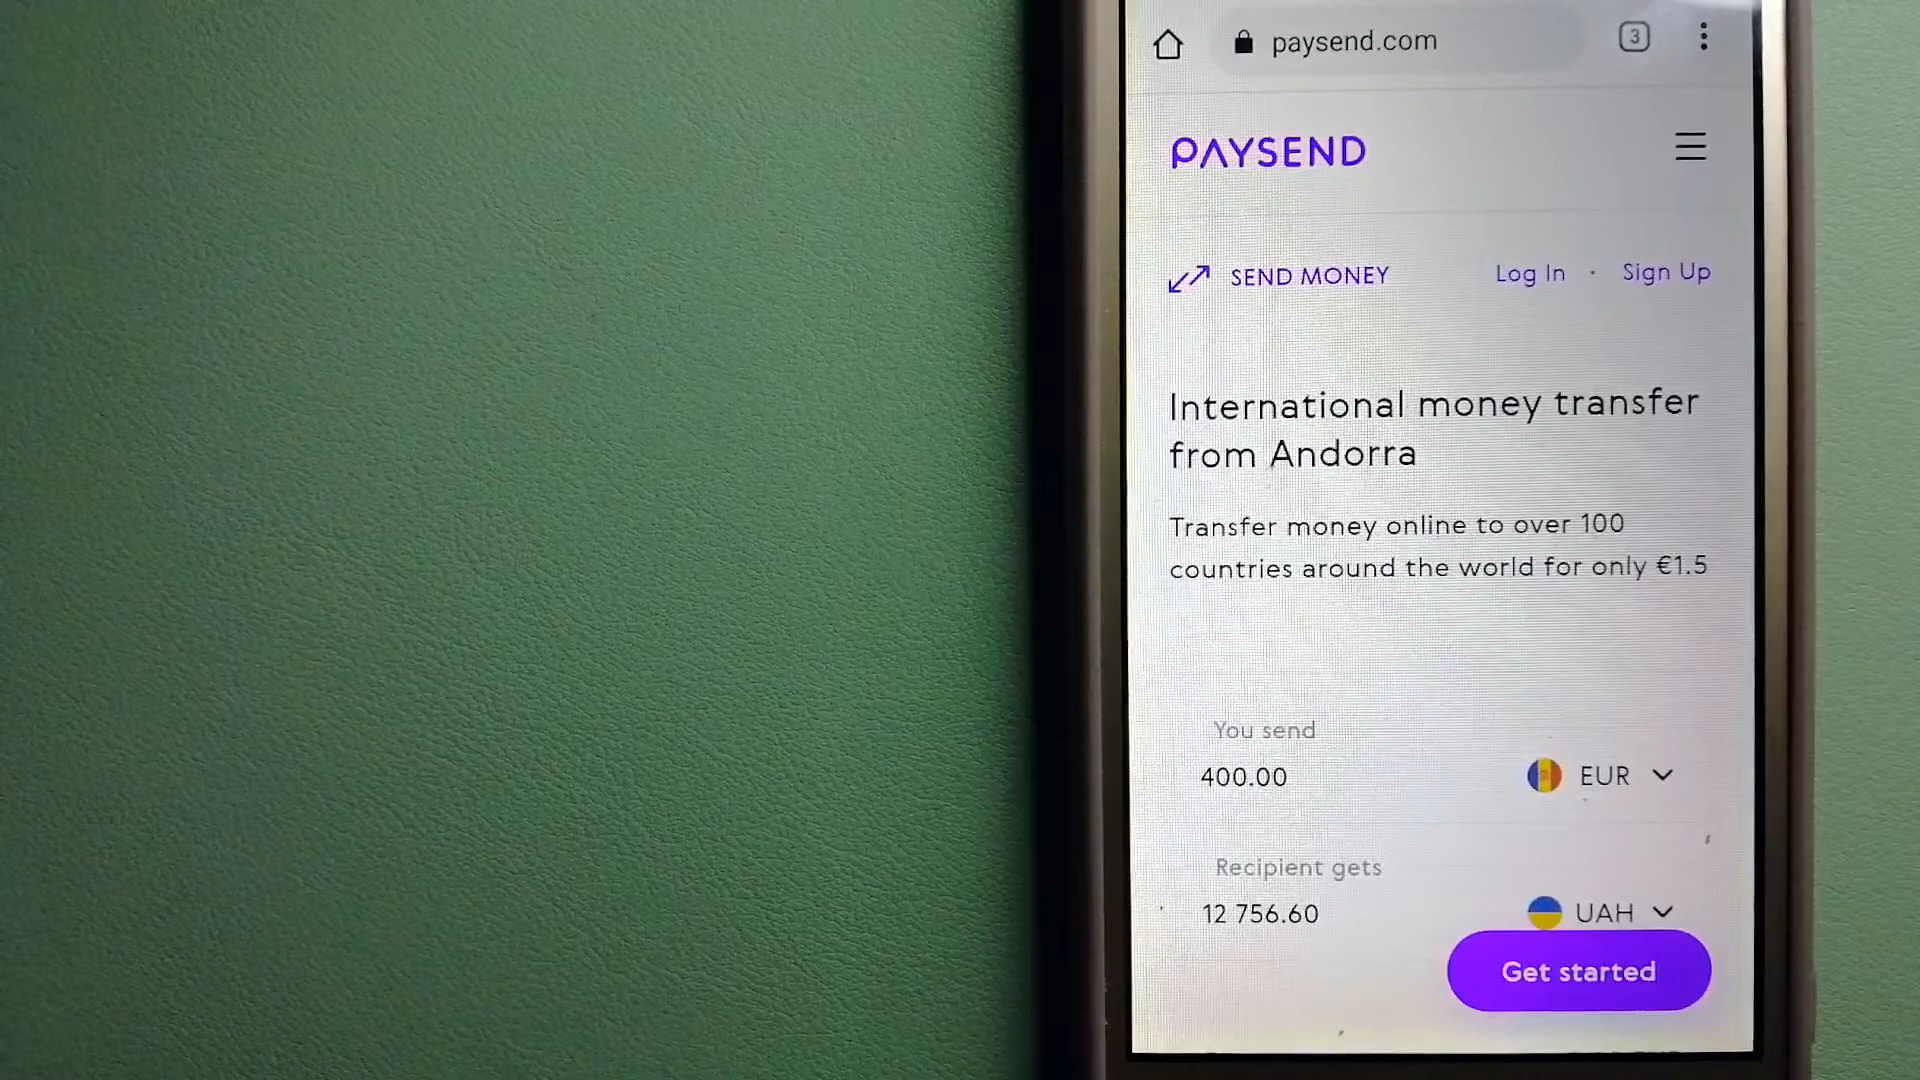 paysend.com
3
PAYSEND
SEND MONEY
Log In · Sign Up
International money transfer
from Andorra
Transfer money online to over 100
countries around the world for only €1.5
You send
400.00
EUR
Recipient gets
12 756.60
UAH
Get started